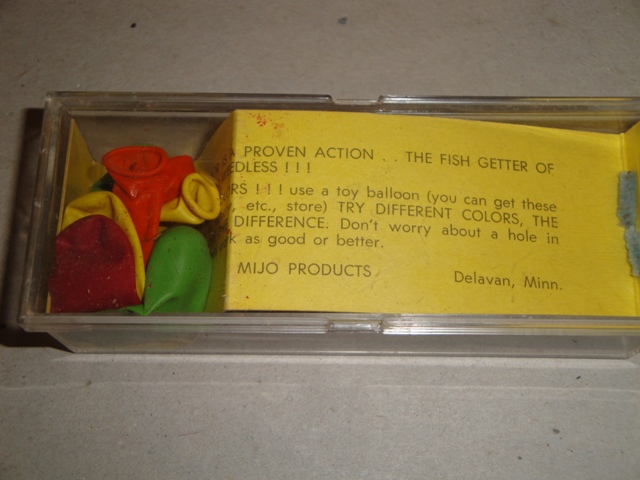 A PROVEN ACTION . . THE FISH GETTER OF
EDLESS ! ! !
RS ! ! ! use a toy balloon (you can get these
, etc., store) TRY DIFFERENT COLORS, THE
DIFFERENCE. Don't worry about a hole in
k as good or better.
MIJO PRODUCTS
Delavan, Minn.